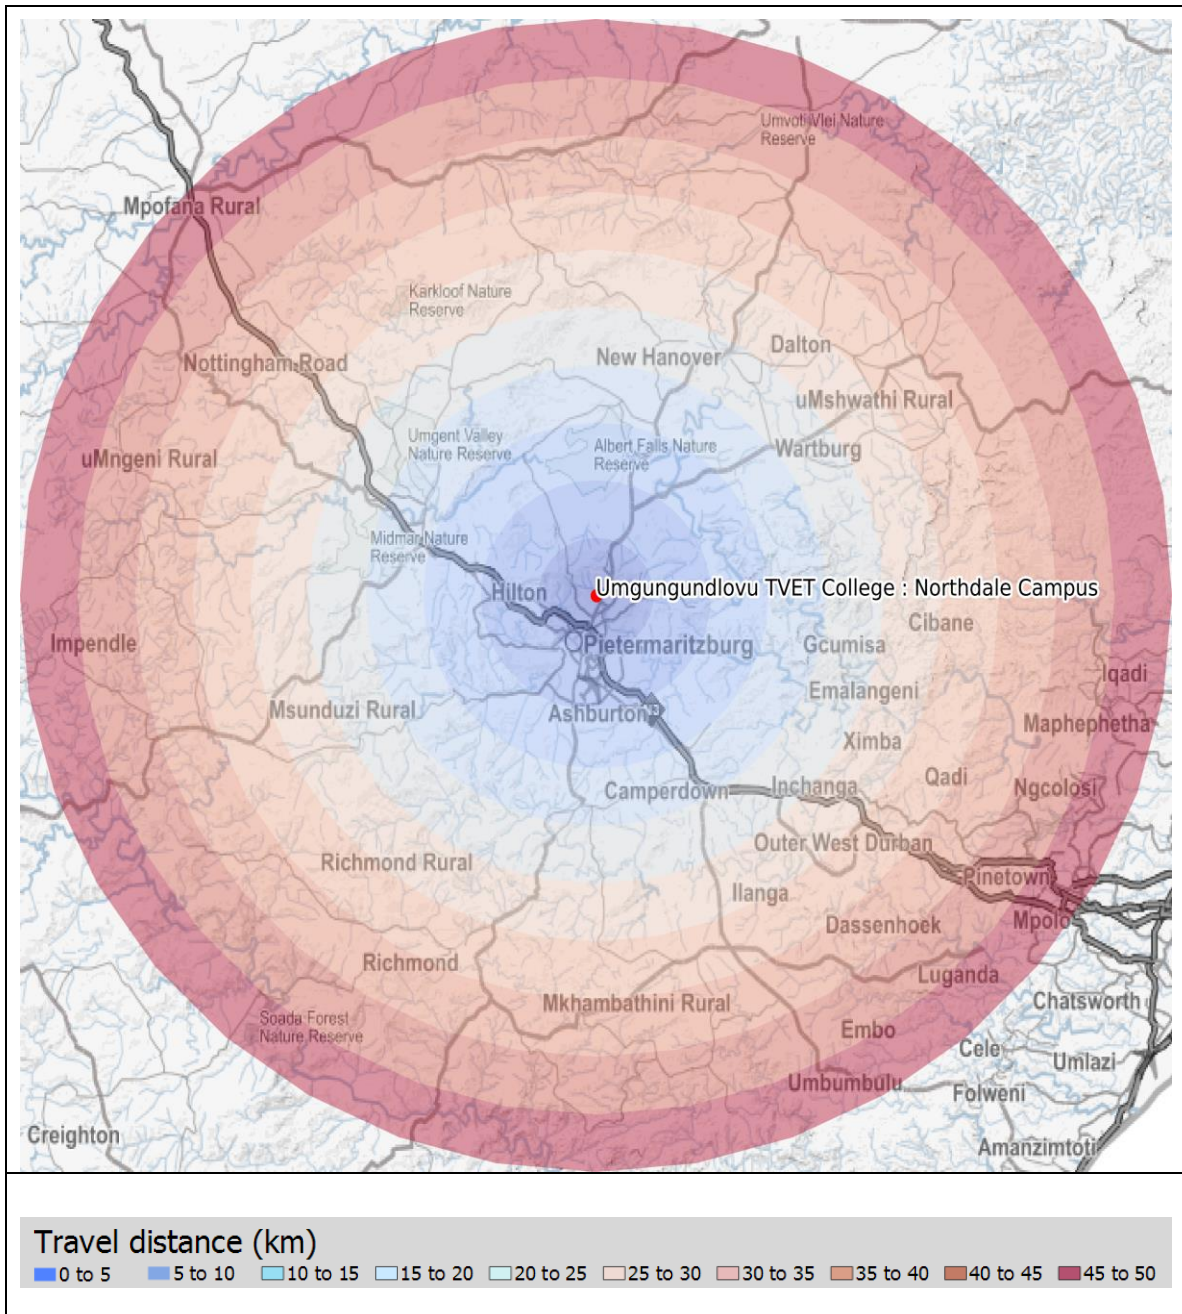 Umvoti Vlei Nature
Reserve
Mpofana Rural
Karkloof Nature
Reserve
Nottingham Road
New Hanover
Dalton
uMshwathi Rural
uMngeni Rural
Umgent Valley
Nature Reserve
Albert Falls Nature
Reserve
Wartburg
Midmar Nature
Reserve
Hilton
Umgungundlovu TVET College : Northdale Campus
Cibane
Impendle
Pietermaritzburg
Gcumisa
Iqadi
Emalangeni
Msunduzi Rural
Ashburton
Maphephetha
Ximba
Qadi
Ngcolosi
Camperdown
Inchanga
Outer West Durban
Richmond Rural
Pinetown
Ilanga
Dassenhoek
Mpolo
Richmond
Luganda
Mkhambathini Rural
Chatsworth
Soada Forest
Nature Reserve
Embo
Cele
Umlazi
Umbumbulu
Folweni
Creighton
Amanzimtoti
Travel distance (km)
0 to 5 5 to 10 10 to 15 15 to 20 20 to 25 25 to 30 30 to 35 35 to 40 40 to 45 45 to 50